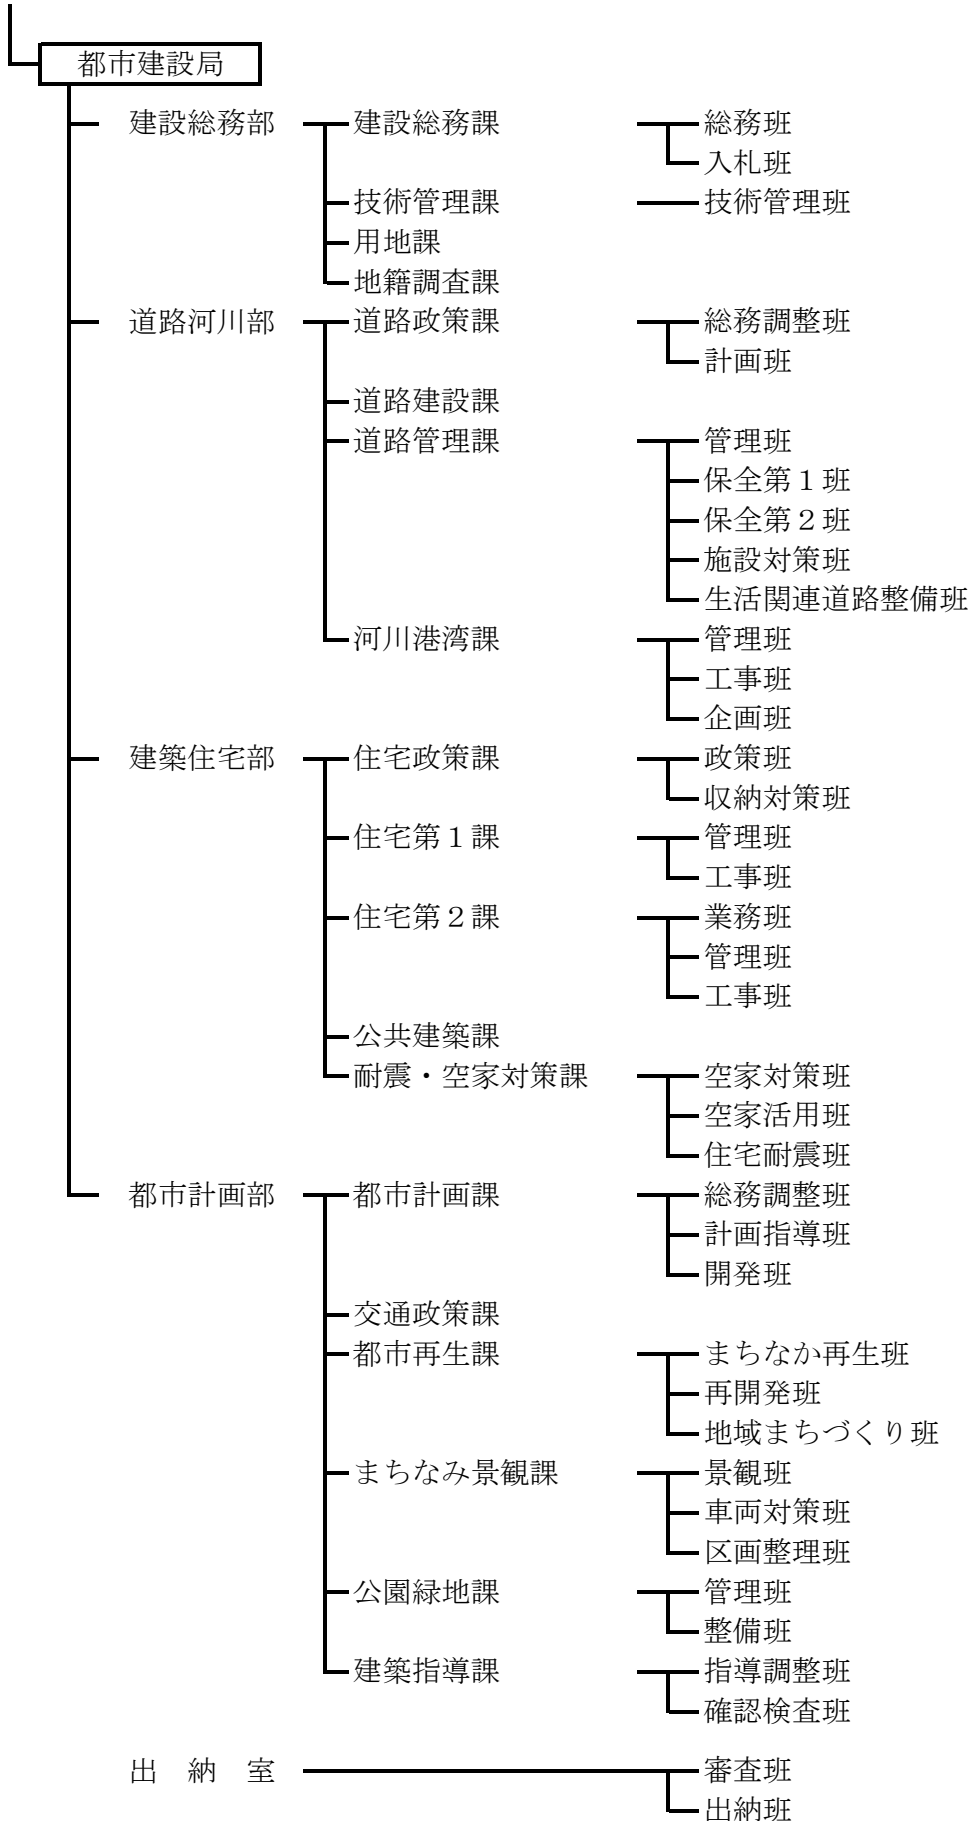 都市建設局
建設総務部 建設総務課 総務班
入札班
技術管理課 技術管理班
用地課
地籍調査課
道路河川部 道路政策課 総務調整班
計画班
道路建設課
道路管理課 管理班
保全第１班
保全第２班
施設対策班
生活関連道路整備班
河川港湾課 管理班
工事班
企画班
建築住宅部 住宅政策課 政策班
収納対策班
住宅第１課 管理班
工事班
住宅第２課 業務班
管理班
工事班
公共建築課
耐震・空家対策課 空家対策班
空家活用班
住宅耐震班
都市計画部 都市計画課 総務調整班
計画指導班
開発班
交通政策課
都市再生課 まちなか再生班
再開発班
地域まちづくり班
まちなみ景観課 景観班
車両対策班
区画整理班
公園緑地課 管理班
整備班
建築指導課 指導調整班
確認検査班
出　納　室 審査班
出納班